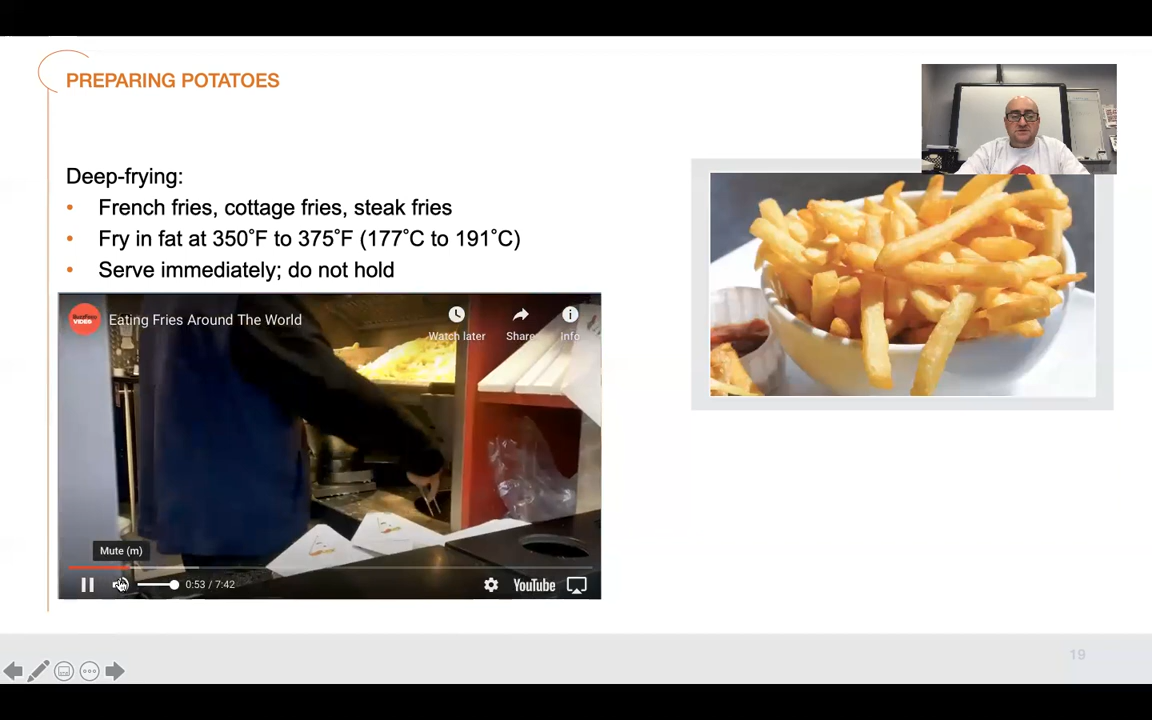 PREPARING POTATOES
Deep-frying:
• French fries, cottage fries, steak fries
• Fry in fat at 350˚F to 375˚F (177˚C to 191˚C)
• Serve immediately; do not hold
BuzzFeed VIDEO
Eating Fries Around The World
Watch later
Share
Info
Mute (m)
0:53 / 7:42
YouTube
19